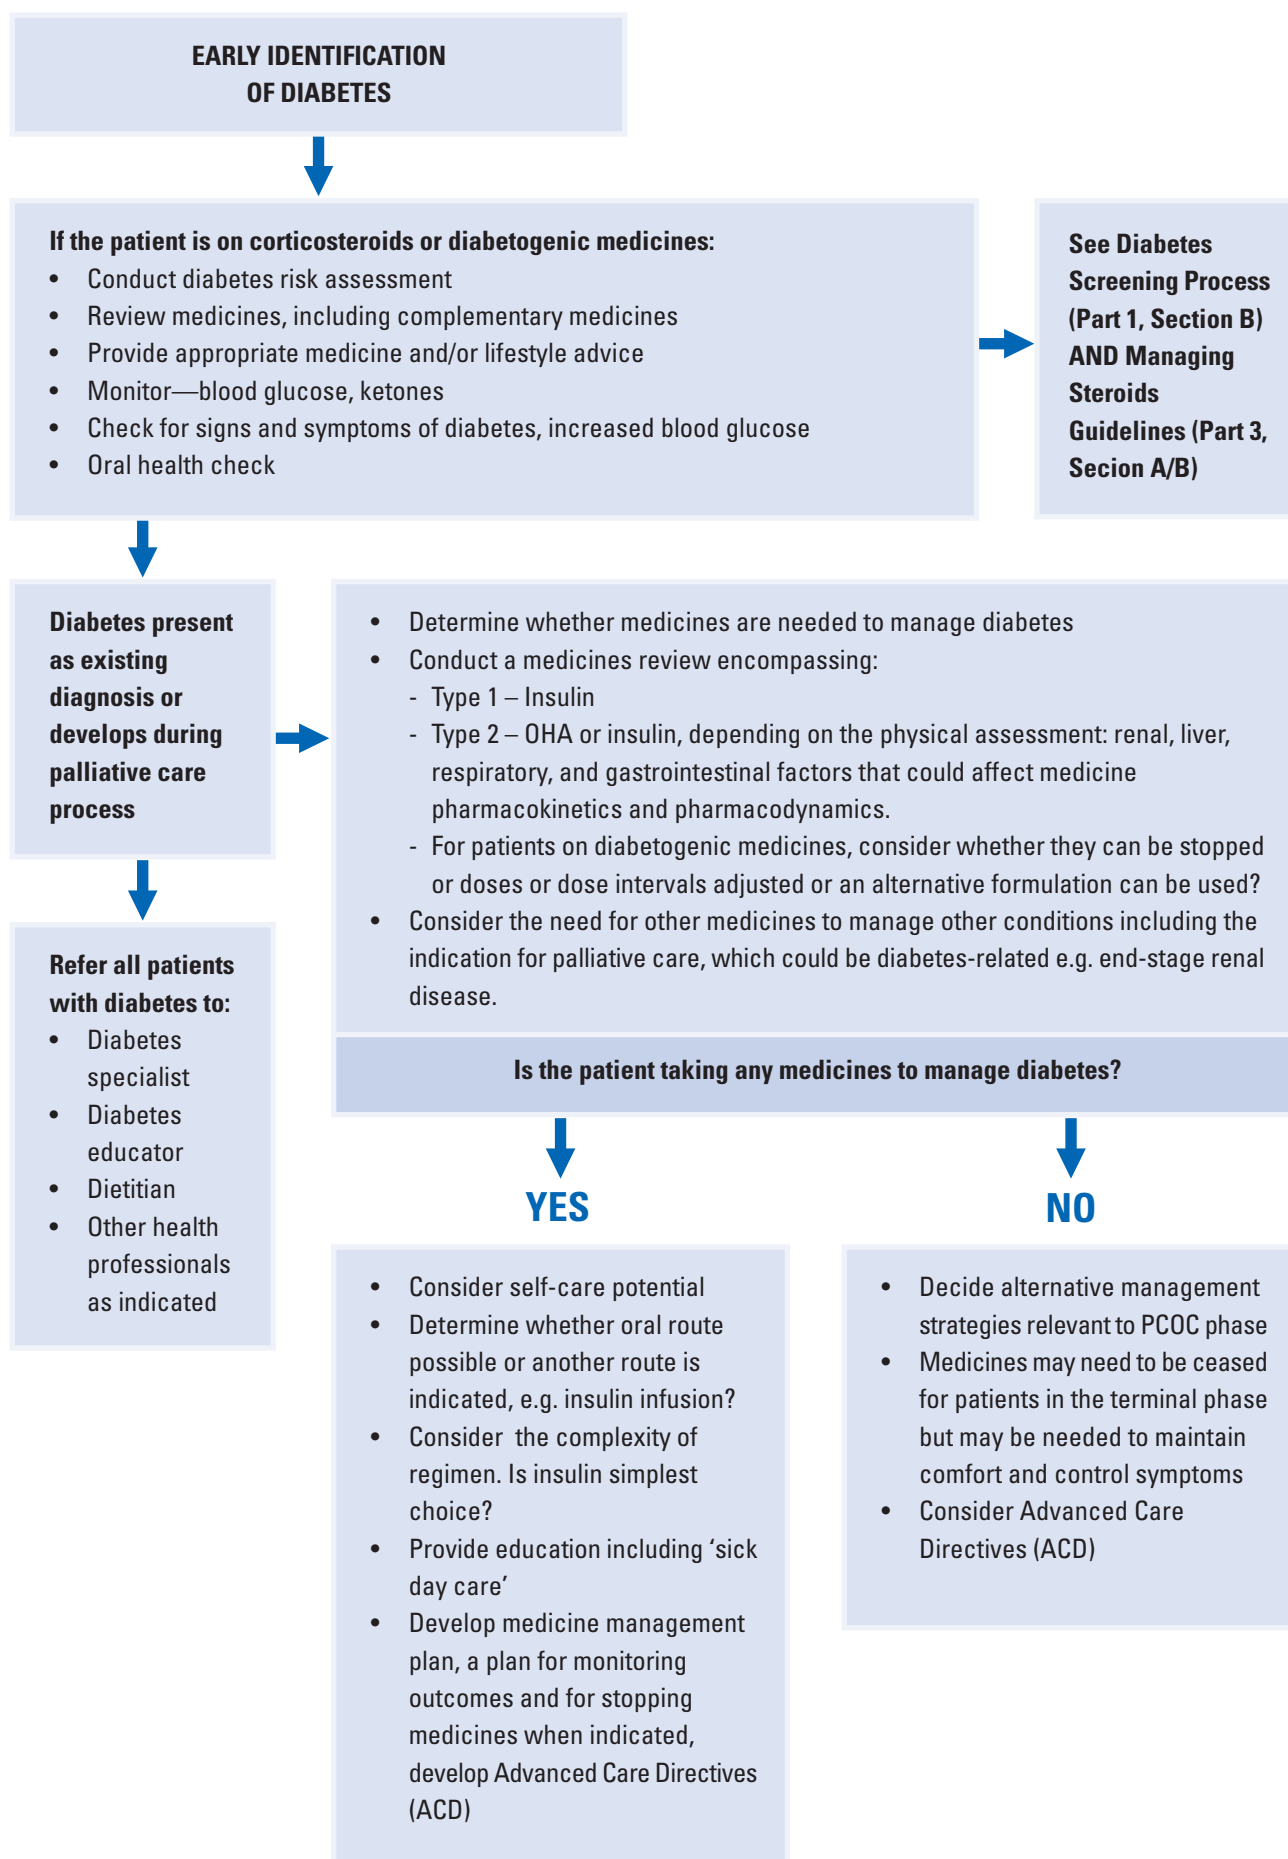 EARLY IDENTIFICATION
OF DIABETES
If the patient is on corticosteroids or diabetogenic medicines:
• Conduct diabetes risk assessment
• Review medicines, including complementary medicines
• Provide appropriate medicine and/or lifestyle advice
• Monitor—blood glucose, ketones
• Check for signs and symptoms of diabetes, increased blood glucose
• Oral health check
See Diabetes
Screening Process
(Part 1, Section B)
AND Managing
Steroids
Guidelines (Part 3,
Secion A/B)
Diabetes present
as existing
diagnosis or
develops during
palliative care
process
• Determine whether medicines are needed to manage diabetes
• Conduct a medicines review encompassing:
- Type 1 – Insulin
- Type 2 – OHA or insulin, depending on the physical assessment: renal, liver,
respiratory, and gastrointestinal factors that could affect medicine
pharmacokinetics and pharmacodynamics.
- For patients on diabetogenic medicines, consider whether they can be stopped
or doses or dose intervals adjusted or an alternative formulation can be used?
• Consider the need for other medicines to manage other conditions including the
indication for palliative care, which could be diabetes-related e.g. end-stage renal
disease.
Refer all patients
with diabetes to:
• Diabetes
specialist
• Diabetes
educator
• Dietitian
• Other health
professionals
as indicated
Is the patient taking any medicines to manage diabetes?
YES
• Consider self-care potential
• Determine whether oral route
possible or another route is
indicated, e.g. insulin infusion?
• Consider the complexity of
regimen. Is insulin simplest
choice?
• Provide education including ‘sick
day care’
• Develop medicine management
plan, a plan for monitoring
outcomes and for stopping
medicines when indicated,
develop Advanced Care Directives
(ACD)
NO
• Decide alternative management
strategies relevant to PCOC phase
• Medicines may need to be ceased
for patients in the terminal phase
but may be needed to maintain
comfort and control symptoms
• Consider Advanced Care
Directives (ACD)